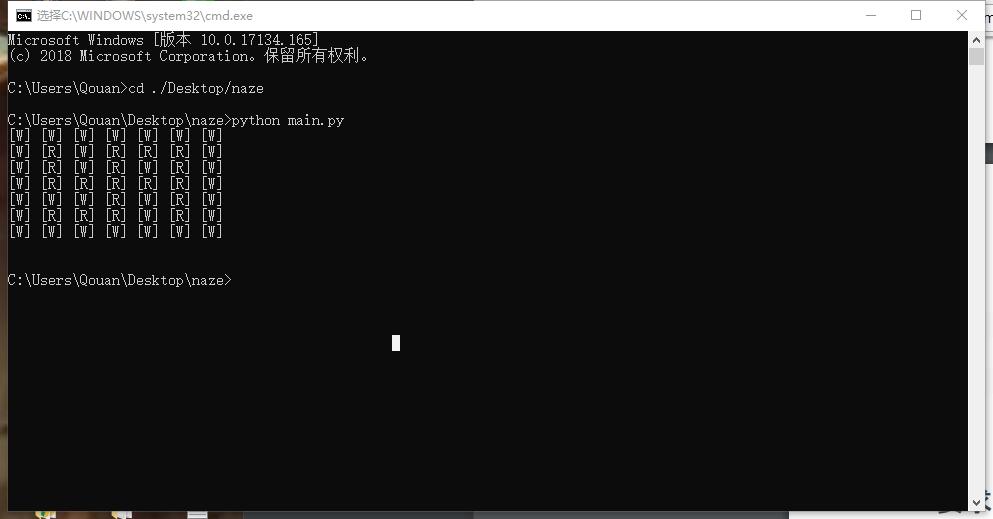 选择C:\WINDOWS\system32\cmd.exe
Microsoft Windows [版本 10.0.17134.165]
(c) 2018 Microsoft Corporation。保留所有权利。
C:\Users\Qouan>cd ./Desktop/naze
C:\Users\Qouan\Desktop\naze>python main.py
[W] [W] [W] [W] [W] [W] [W]
[W] [R] [W] [R] [R] [R] [W]
[W] [R] [W] [R] [W] [R] [W]
[W] [R] [R] [R] [R] [R] [W]
[W] [W] [W] [R] [W] [R] [W]
[W] [R] [R] [R] [W] [R] [W]
[W] [W] [W] [W] [W] [W] [W]
C:\Users\Qouan\Desktop\naze>